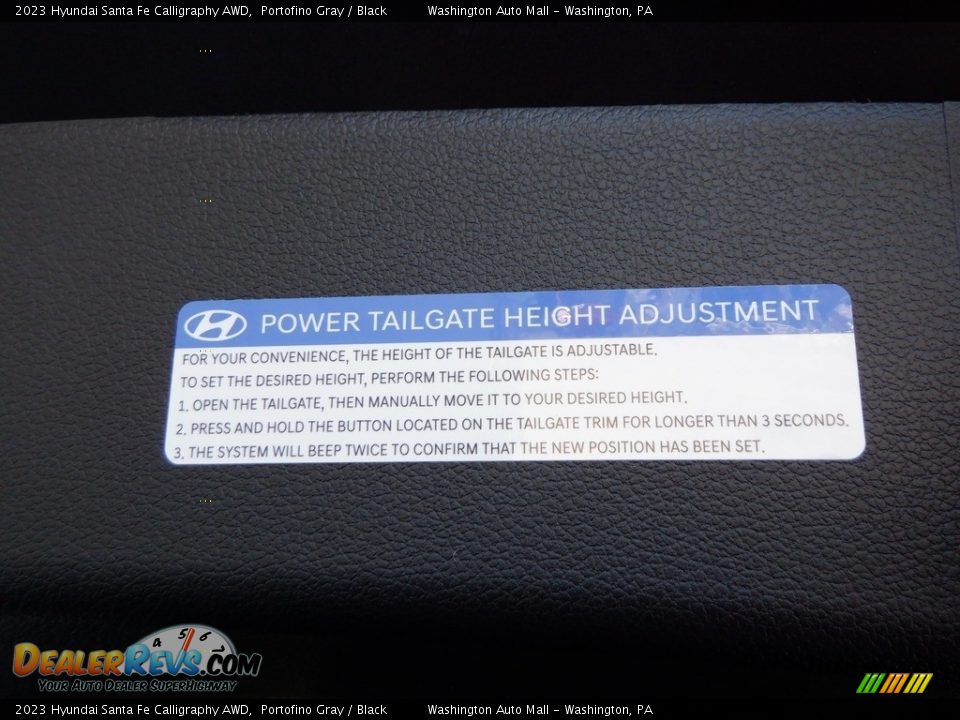 2023 Hyundai Santa Fe Calligraphy AWD, Portofino Gray / Black Washington Auto Mall - Washington, PA
POWER TAILGATE HEIGHT ADJUSTMENT
FOR YOUR CONVENIENCE, THE HEIGHT OF THE TAILGATE IS ADJUSTABLE.
TO SET THE DESIRED HEIGHT, PERFORM THE FOLLOWING STEPS:
1. OPEN THE TAILGATE, THEN MANUALLY MOVE IT TO YOUR DESIRED HEIGHT.
2. PRESS AND HOLD THE BUTTON LOCATED ON THE TAILGATE TRIM FOR LONGER THAN 3 SECONDS.
3. THE SYSTEM WILL BEEP TWICE TO CONFIRM THAT THE NEW POSITION HAS BEEN SET.
4 5 6 7
DEALERREVS.COM
YOUR AUTO DEALER SUPERHIGHWAY
2023 Hyundai Santa Fe Calligraphy AWD, Portofino Gray / Black Washington Auto Mall - Washington, PA